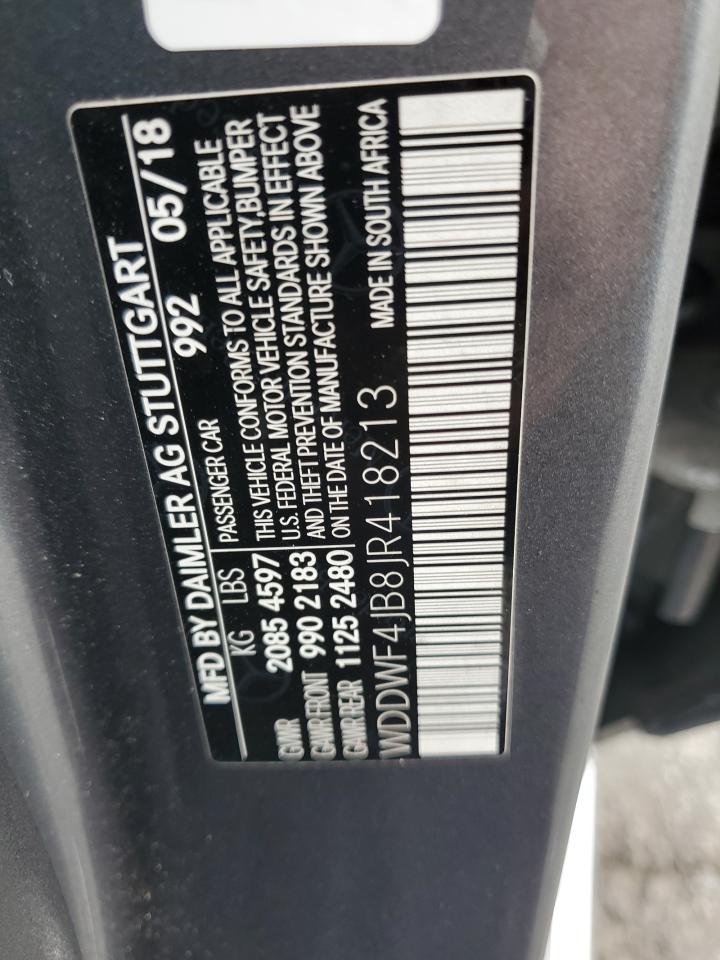 MFD BY DAIMLER AG STUTTGART
KG LBS 992 05/18
PASSENGER CAR
GVWR 2085 4597
GAWR FRONT 990 2183
GAWR REAR 1125 2480
THIS VEHICLE CONFORMS TO ALL APPLICABLE
U.S. FEDERAL MOTOR VEHICLE SAFETY,BUMPER
AND THEFT PREVENTION STANDARDS IN EFFECT
ON THE DATE OF MANUFACTURE SHOWN ABOVE
WDDWF4JB8JR418213 MADE IN SOUTH AFRICA